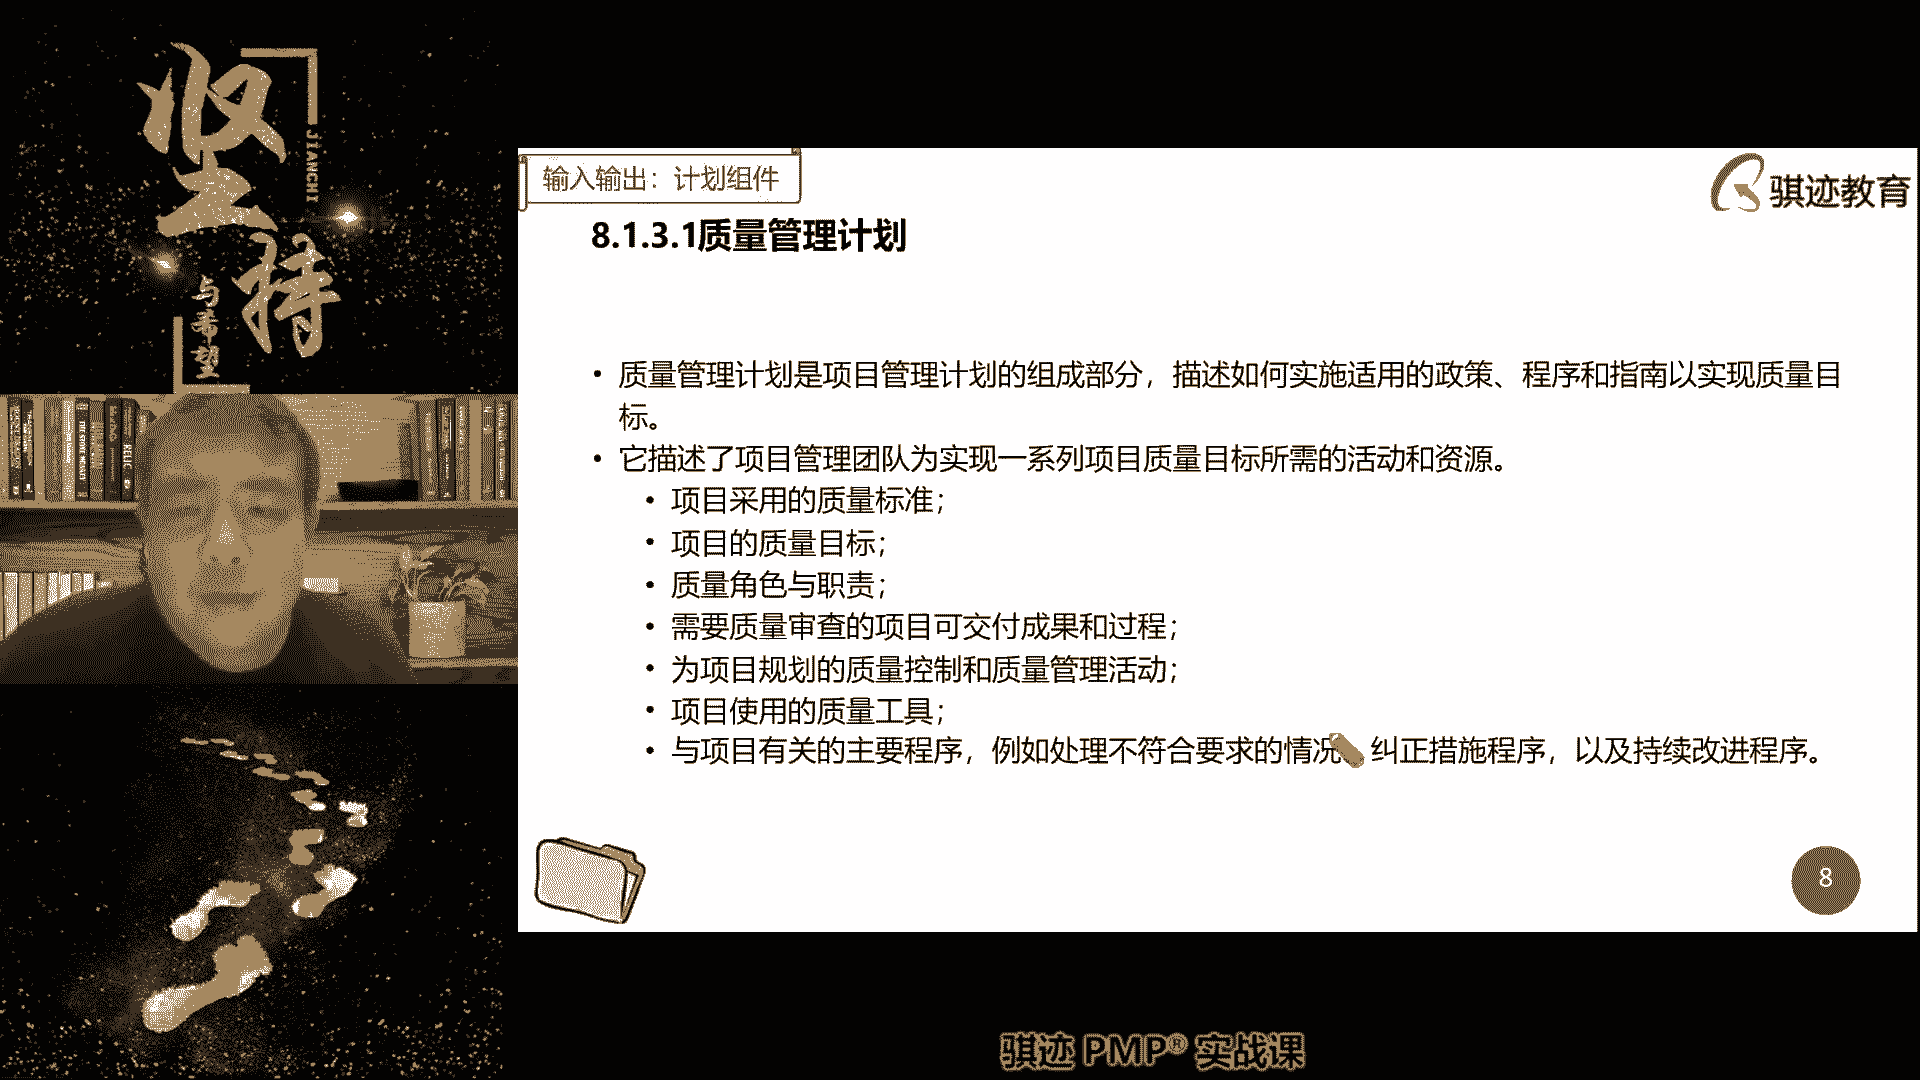 坚持
JIANCHI
与希望
输入输出：计划组件
骐迹教育
8.1.3.1质量管理计划
• 质量管理计划是项目管理计划的组成部分，描述如何实施适用的政策、程序和指南以实现质量目
标。
• 它描述了项目管理团队为实现一系列项目质量目标所需的活动和资源。
• 项目采用的质量标准；
• 项目的质量目标；
• 质量角色与职责；
• 需要质量审查的项目可交付成果和过程；
• 为项目规划的质量控制和质量管理活动；
• 项目使用的质量工具；
• 与项目有关的主要程序，例如处理不符合要求的情况 纠正措施程序，以及持续改进程序。
8
骐迹 PMP® 实战课